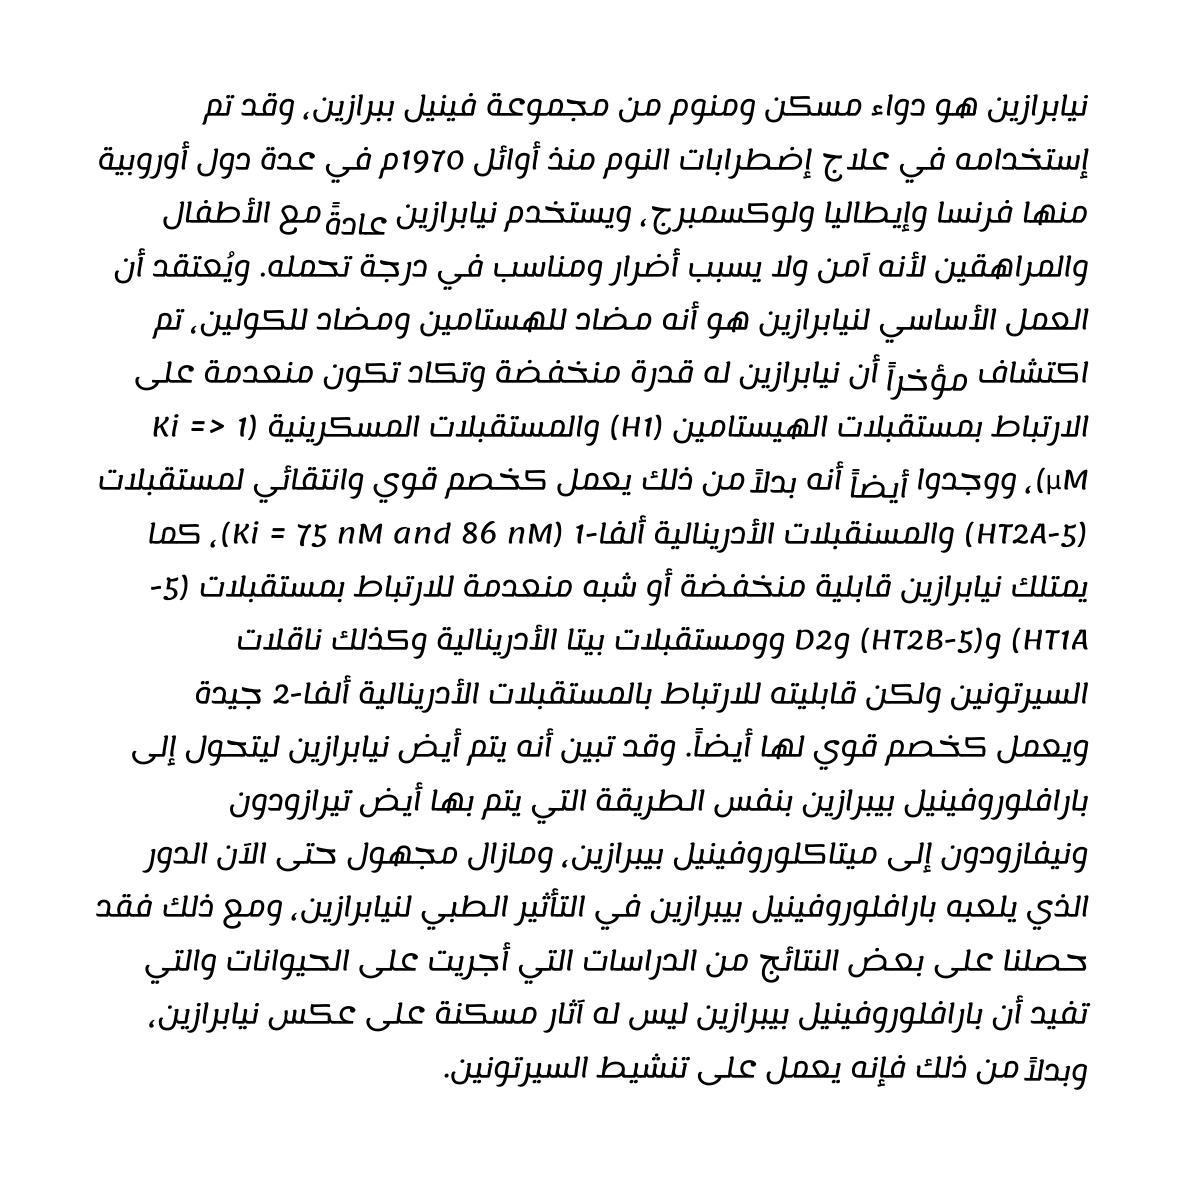 نيابرازين هو دواء مسكن ومنوم من مجموعة فينيل ببرازين، وقد تم
إستخدامه في علاج إضطرابات النوم منذ أوائل 1970م في عدة دول أوروبية
منها فرنسا وإيطاليا ولوكسمبرج، ويستخدم نيابرازين عادةً مع الأطفال
والمراهقين لأنه آمن ولا يسبب أضرار ومناسب في درجة تحمله. ويُعتقد أن
العمل الأساسي لنيابرازين هو أنه مضاد للهستامين ومضاد للكولين، تم
اكتشاف مؤخراً أن نيابرازين له قدرة منخفضة وتكاد تكون منعدمة على
الارتباط بمستقبلات الهيستامين (H1) والمستقبلات المسكرينية (Ki => 1
μM)، ووجدوا أيضاً أنه بدلاً من ذلك يعمل كخصم قوي وانتقائي لمستقبلات
(5-HT2A) والمسنقبلات الأدرينالية ألفا-1 (Ki = 75 nM and 86 nM)، كما
يمتلك نيابرازين قابلية منخفضة أو شبه منعدمة للارتباط بمستقبلات (5-
HT1A) و(5-HT2B) وD2 وومستقبلات بيتا الأدرينالية وكذلك ناقلات
السيرتونين ولكن قابليته للارتباط بالمستقبلات الأدرينالية ألفا-2 جيدة
ويعمل كخصم قوي لها أيضاً. وقد تبين أنه يتم أيض نيابرازين ليتحول إلى
بارافلوروفينيل بيبرازين بنفس الطريقة التي يتم بها أيض تيرازودون
ونيفازودون إلى ميتاكلوروفينيل بيبرازين، ومازال مجهول حتى الآن الدور
الذي يلعبه بارافلوروفينيل بيبرازين في التأثير الطبي لنيابرازين، ومع ذلك فقد
حصلنا على بعض النتائج من الدراسات التي أجريت على الحيوانات والتي
تفيد أن بارافلوروفينيل بيبرازين ليس له آثار مسكنة على عكس نيابرازين،
وبدلاً من ذلك فإنه يعمل على تنشيط السيرتونين.